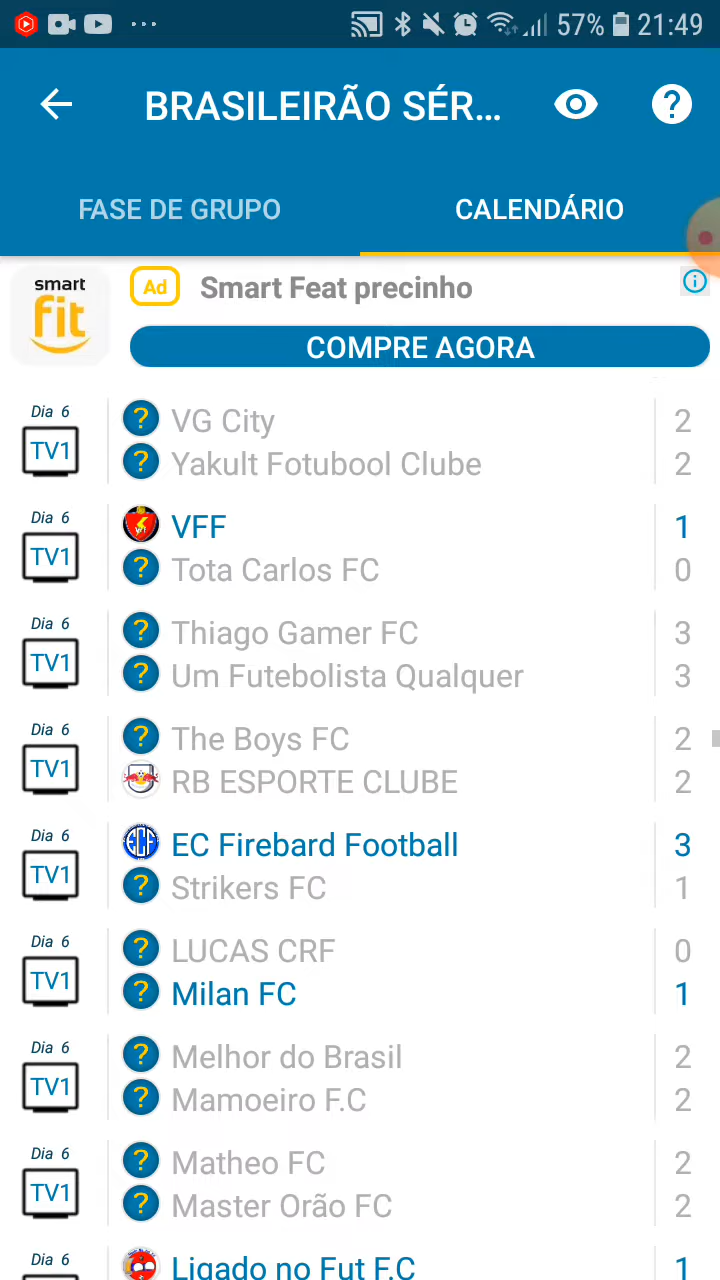 57% 21:49
BRASILEIRÃO SÉR...
FASE DE GRUPO
CALENDÁRIO
smart
fit
Ad
Smart Feat precinho
COMPRE AGORA
Dia 6
TV1
? VG City 2
? Yakult Fotubool Clube 2
Dia 6
TV1
VFF 1
? Tota Carlos FC 0
Dia 6
TV1
? Thiago Gamer FC 3
? Um Futebolista Qualquer 3
Dia 6
TV1
? The Boys FC 2
RB ESPORTE CLUBE 2
Dia 6
TV1
ECF EC Firebard Football 3
? Strikers FC 1
Dia 6
TV1
? LUCAS CRF 0
? Milan FC 1
Dia 6
TV1
? Melhor do Brasil 2
? Mamoeiro F.C 2
Dia 6
TV1
? Matheo FC 2
? Master Orão FC 2
Dia 6
Ligado no Fut F.C 1